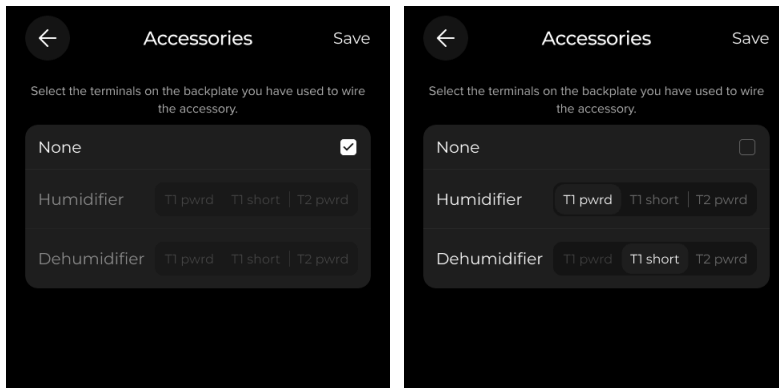 Accessories Save
Select the terminals on the backplate you have used to wire
the accessory.
None
Humidifier T1 pwrd T1 short T2 pwrd
Dehumidifier T1 pwrd T1 short T2 pwrd
Accessories Save
Select the terminals on the backplate you have used to wire
the accessory.
None
Humidifier T1 pwrd T1 short T2 pwrd
Dehumidifier T1 pwrd T1 short T2 pwrd